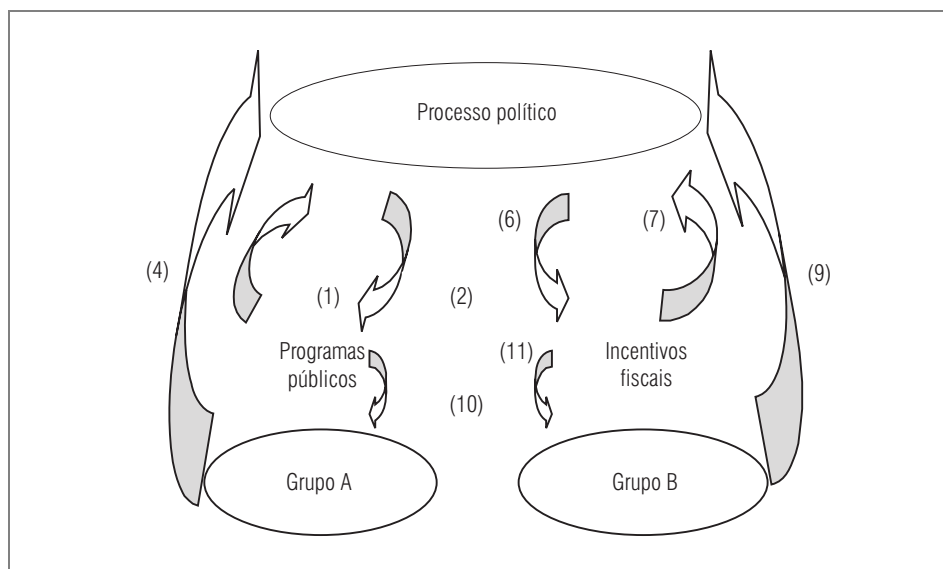 Processo político
(6)
(7)
(4)
(9)
(1)
(2)
Programas
públicos
(11)
Incentivos
fiscais
(10)
Grupo A
Grupo B